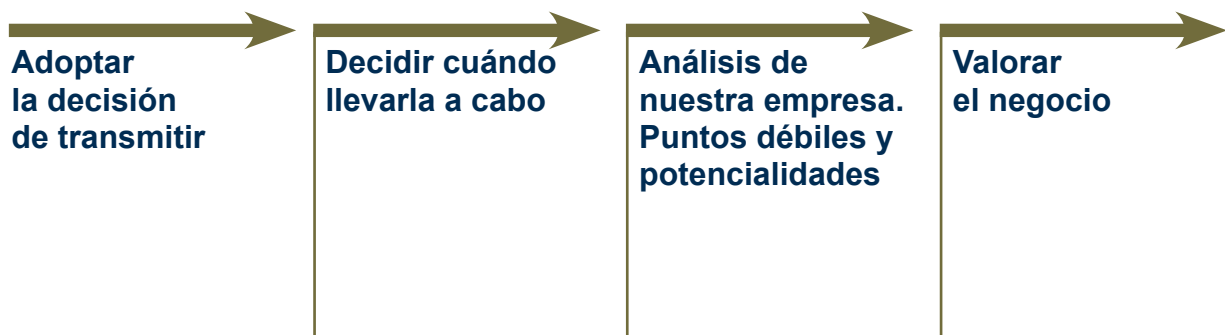 Adoptar
la decisión
de transmitir
Decidir cuándo
llevarla a cabo
Análisis de
nuestra empresa.
Puntos débiles y
potencialidades
Valorar
el negocio